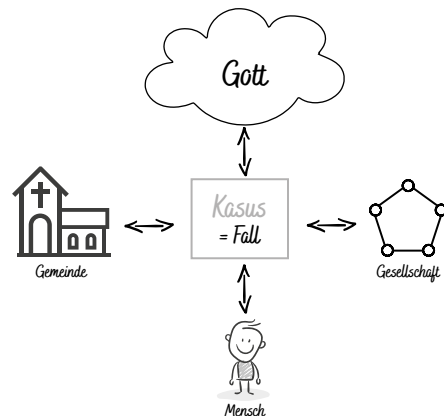 Gott
Kasus
= Fall
Gemeinde
Gesellschaft
Mensch